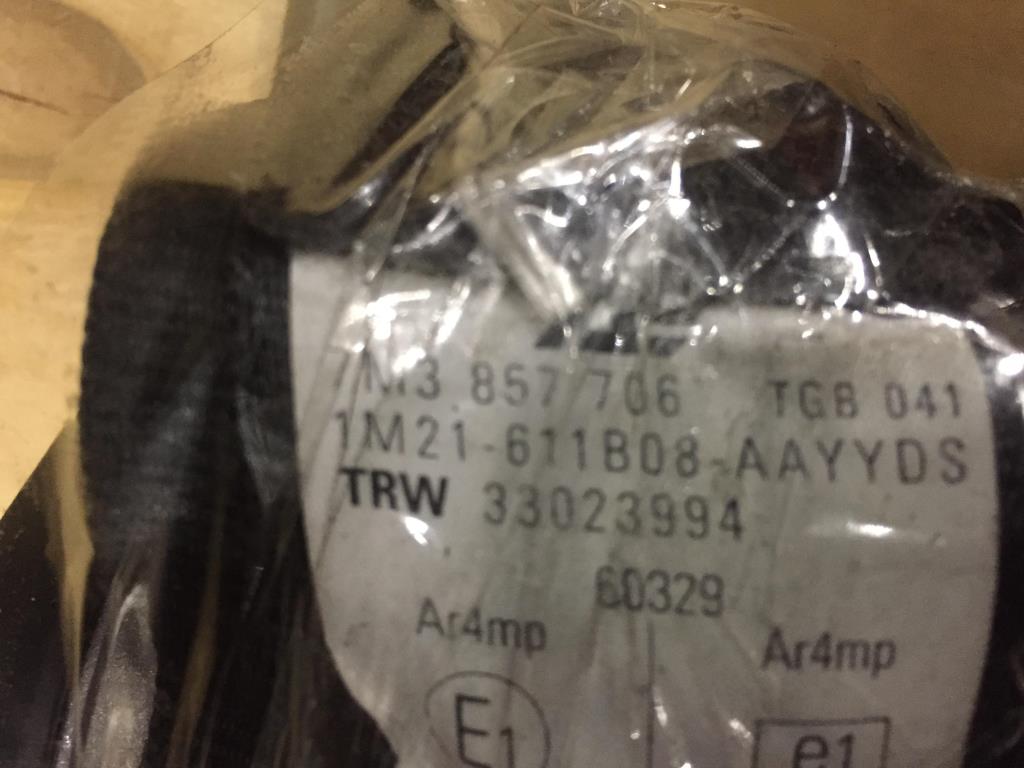 7M3 857 706 TGB 041
1M21-611B08-AAYYDS
TRW 33023994
60329
Ar4mp Ar4mp
E1 e1